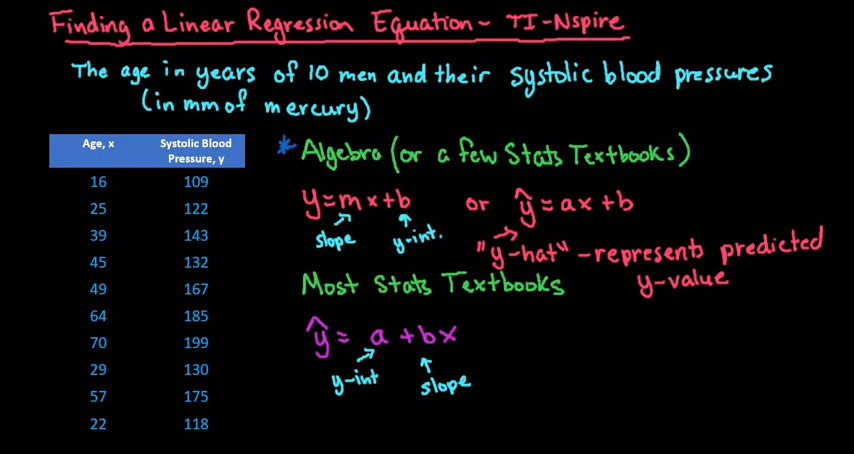 Finding a Linear Regression Equation - TI-Nspire
The age in years of 10 men and their systolic blood pressures
(in mm of mercury)
Age, x Systolic Blood Pressure, y
16 109
25 122
39 143
45 132
49 167
64 185
70 199
29 130
57 175
22 118
* Algebra (or a few Stats Textbooks)
y=mx+b or ŷ=ax+b
slope y-int.
"y-hat" - represents predicted
y-value
Most Stats Textbooks
ŷ= a+bx
y-int
slope